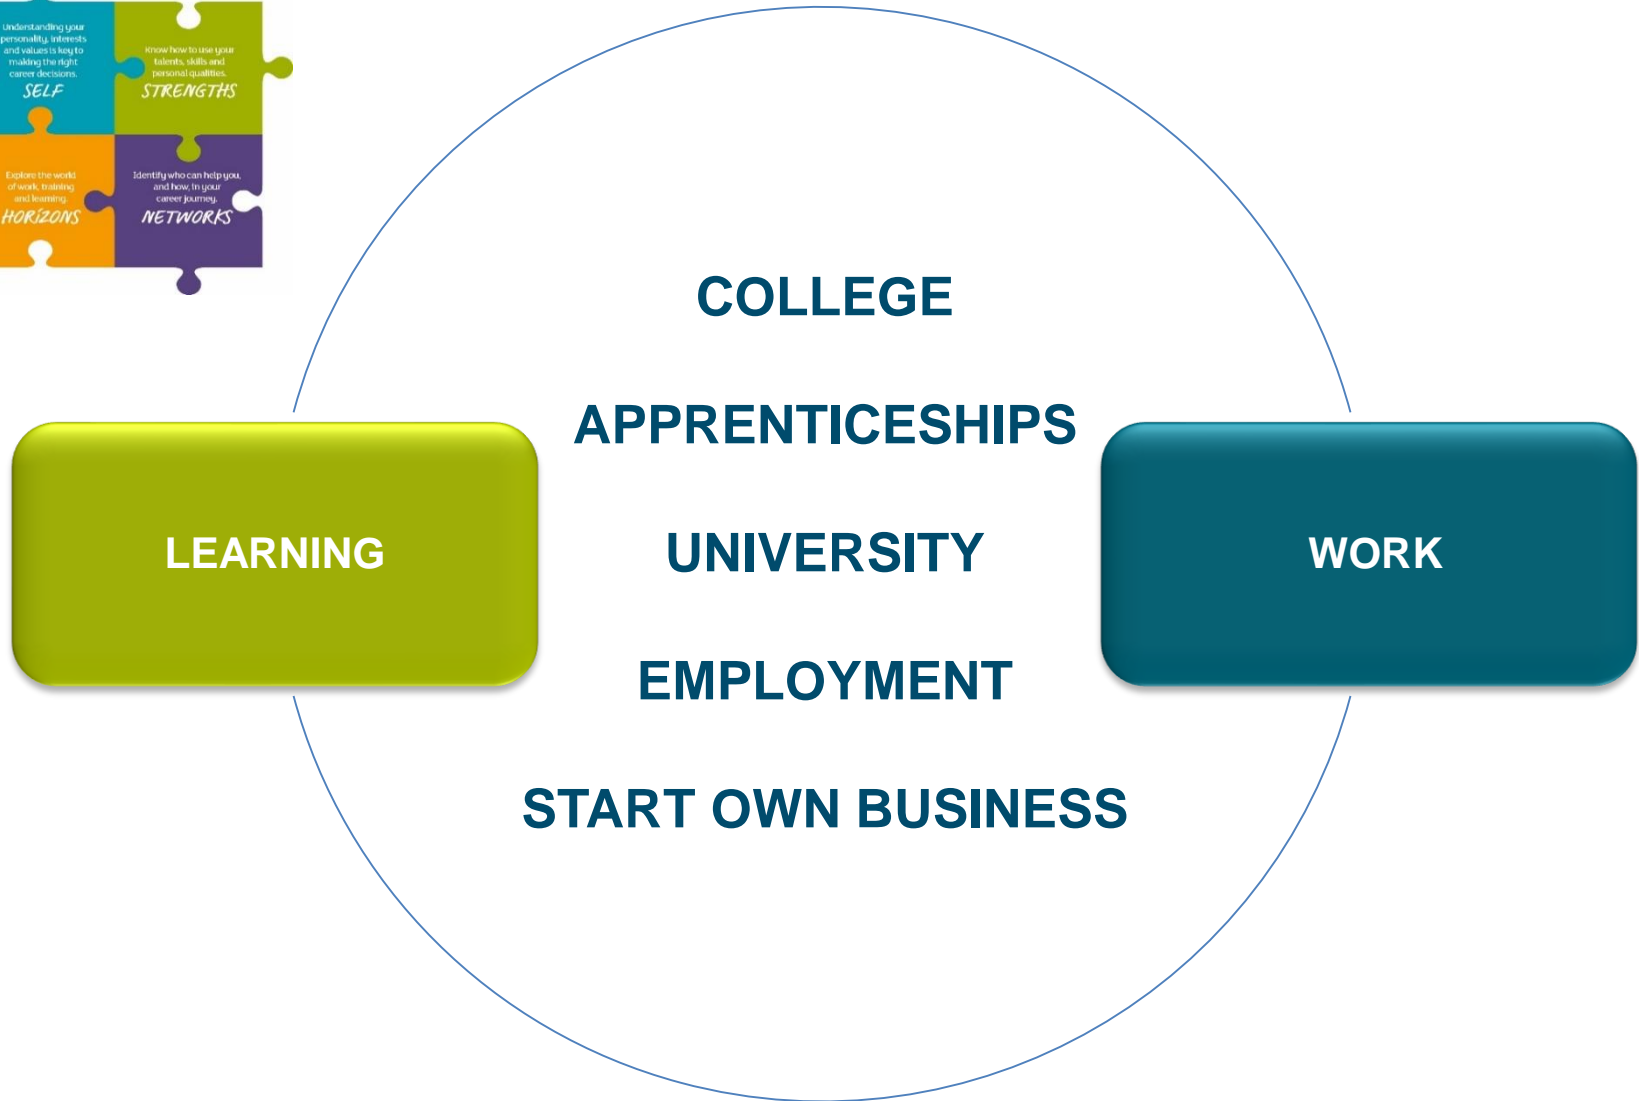 Understanding your
personality, interests
and values is key to
making the right
career decisions.
SELF
Know how to use your
talents, skills and
personal qualities.
STRENGTHS
Explore the world
of work, training
and learning.
HORIZONS
Identify who can help you,
and how, in your
career journey.
NETWORKS
COLLEGE
APPRENTICESHIPS
LEARNING
UNIVERSITY
WORK
EMPLOYMENT
START OWN BUSINESS